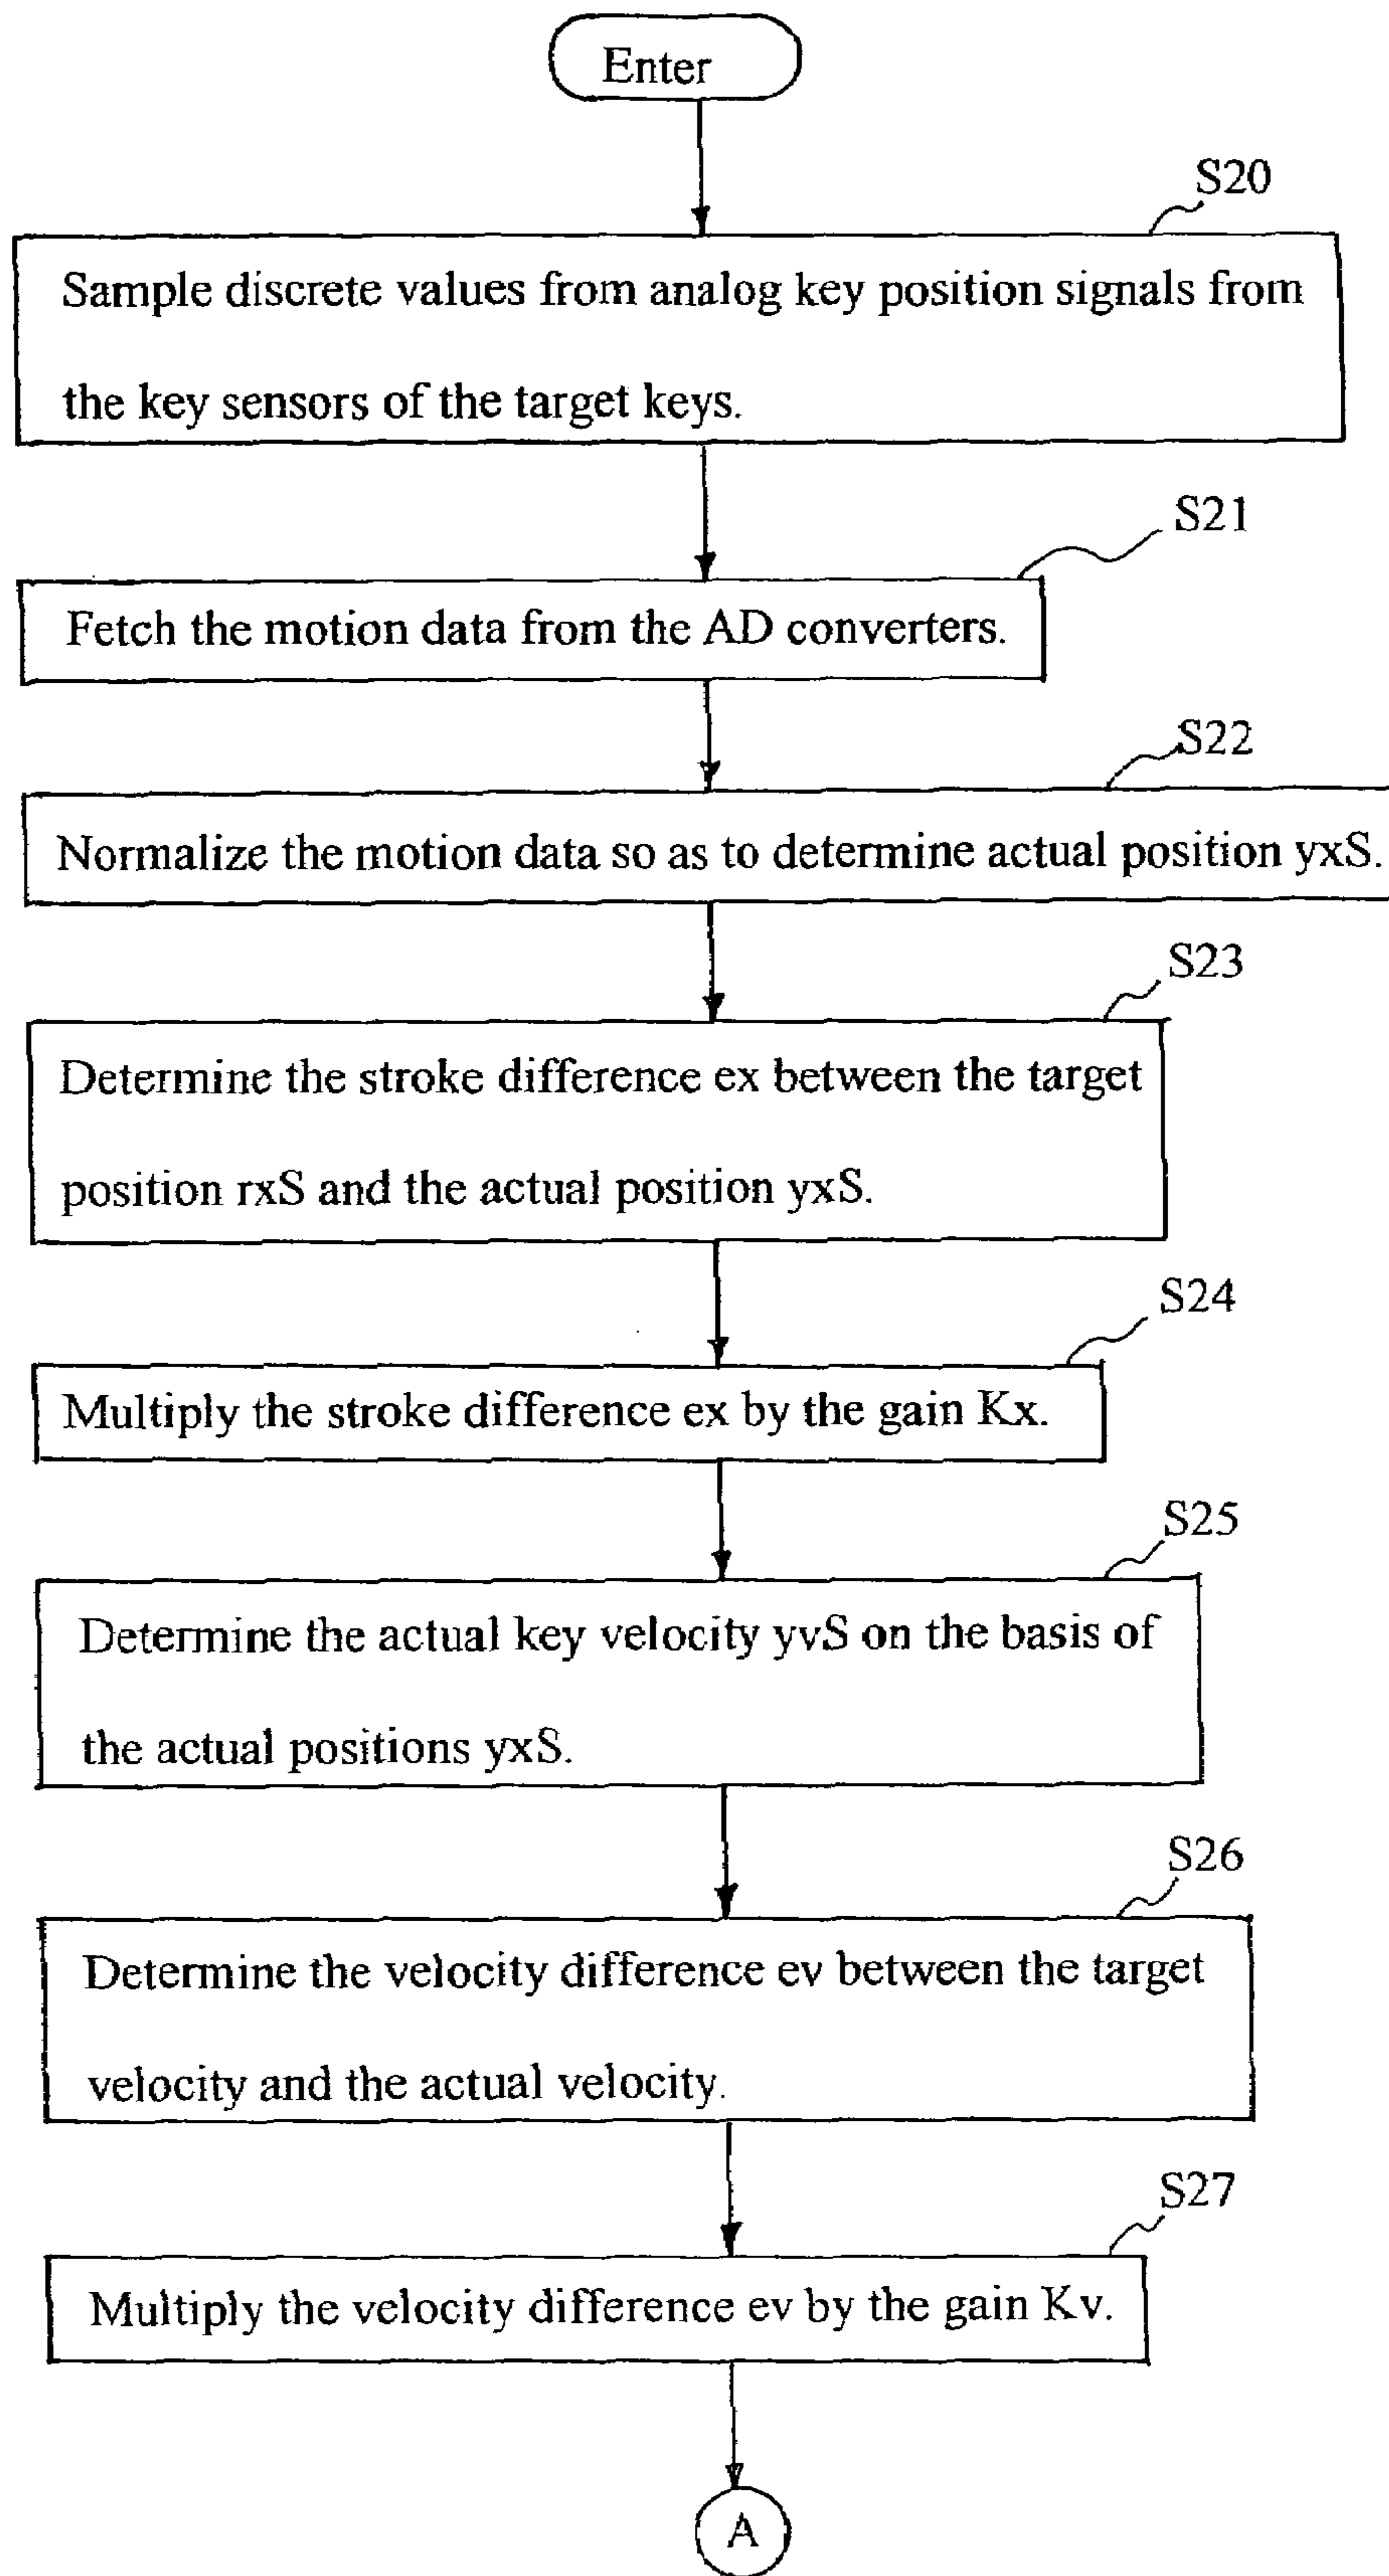 Enter
S20
Sample discrete values from analog key position signals from
the key sensors of the target keys.
S21
Fetch the motion data from the AD converters.
S22
Normalize the motion data so as to determine actual position yxS.
S23
Determine the stroke difference ex between the target
position rxS and the actual position yxS.
S24
Multiply the stroke difference ex by the gain Kx.
S25
Determine the actual key velocity yvS on the basis of
the actual positions yxS.
S26
Determine the velocity difference ev between the target
velocity and the actual velocity.
S27
Multiply the velocity difference ev by the gain Kv.
A